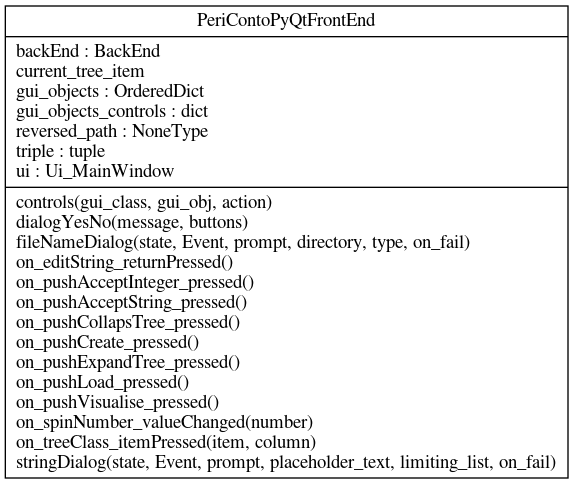 PeriContoPyQtFrontEnd
backEnd : BackEnd
current_tree_item
gui_objects : OrderedDict
gui_objects_controls : dict
reversed_path : NoneType
triple : tuple
ui : Ui_MainWindow
controls(gui_class, gui_obj, action)
dialogYesNo(message, buttons)
fileNameDialog(state, Event, prompt, directory, type, on_fail)
on_editString_returnPressed()
on_pushAcceptInteger_pressed()
on_pushAcceptString_pressed()
on_pushCollapsTree_pressed()
on_pushCreate_pressed()
on_pushExpandTree_pressed()
on_pushLoad_pressed()
on_pushVisualise_pressed()
on_spinNumber_valueChanged(number)
on_treeClass_itemPressed(item, column)
stringDialog(state, Event, prompt, placeholder_text, limiting_list, on_fail)